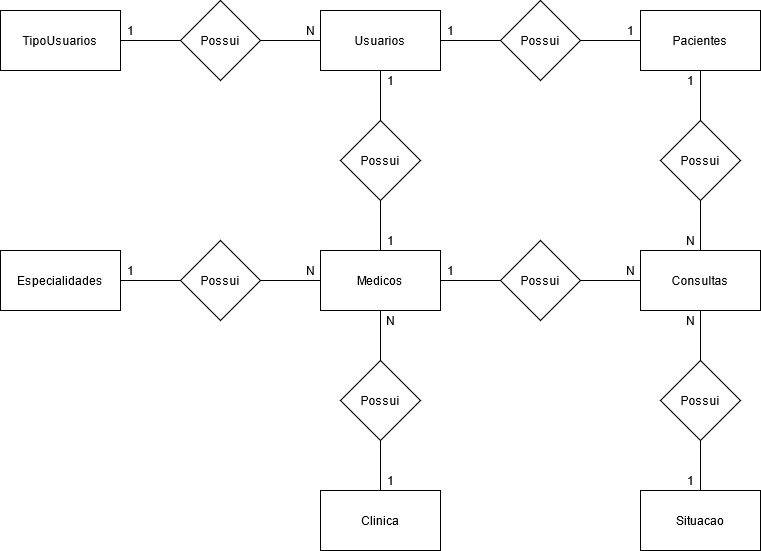 TipoUsuarios 1 Possui N Usuarios 1 Possui 1 Pacientes
1 1
Possui Possui
1 N
Especialidades 1 Possui N Medicos 1 Possui N Consultas
N N
Possui Possui
1 1
Clinica Situacao